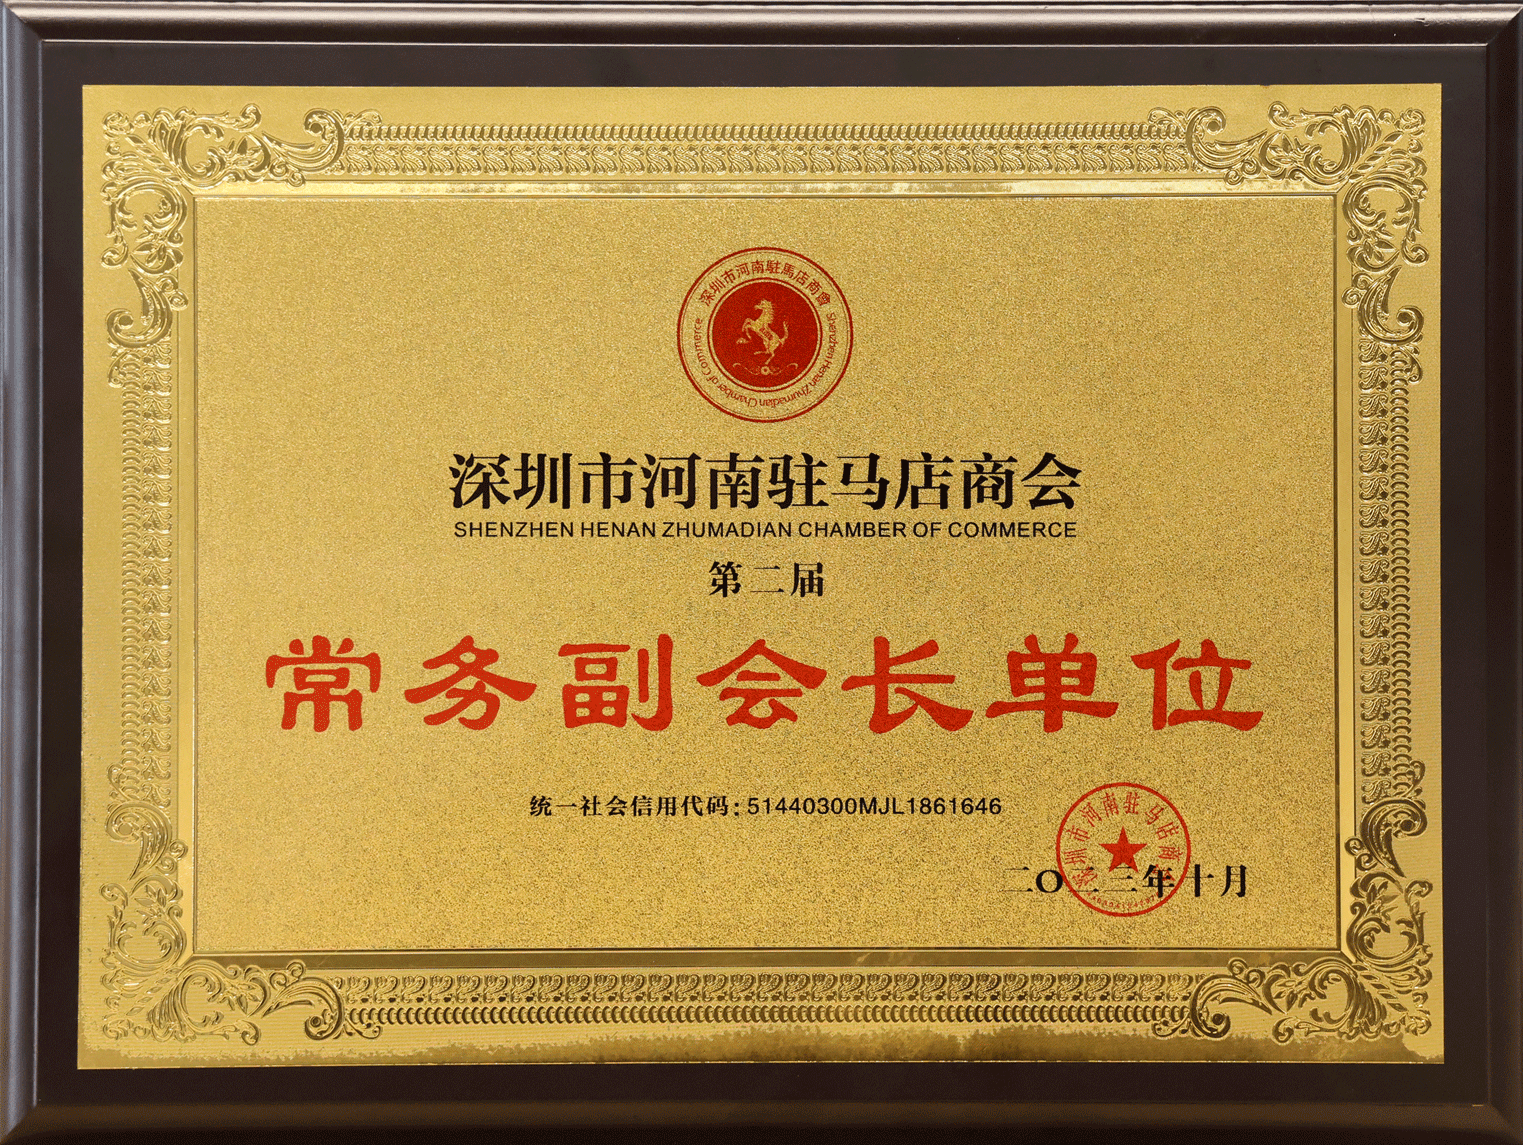 深圳市河南駐馬店商會
Shenzhen Henan Zhumadian Chamber of Commerce
深圳市河南驻马店商会
SHENZHEN HENAN ZHUMADIAN CHAMBER OF COMMERCE
第二届
常务副会长单位
统一社会信用代码：51440300MJL1861646
深圳市河南驻马店商会
二〇二三年十月